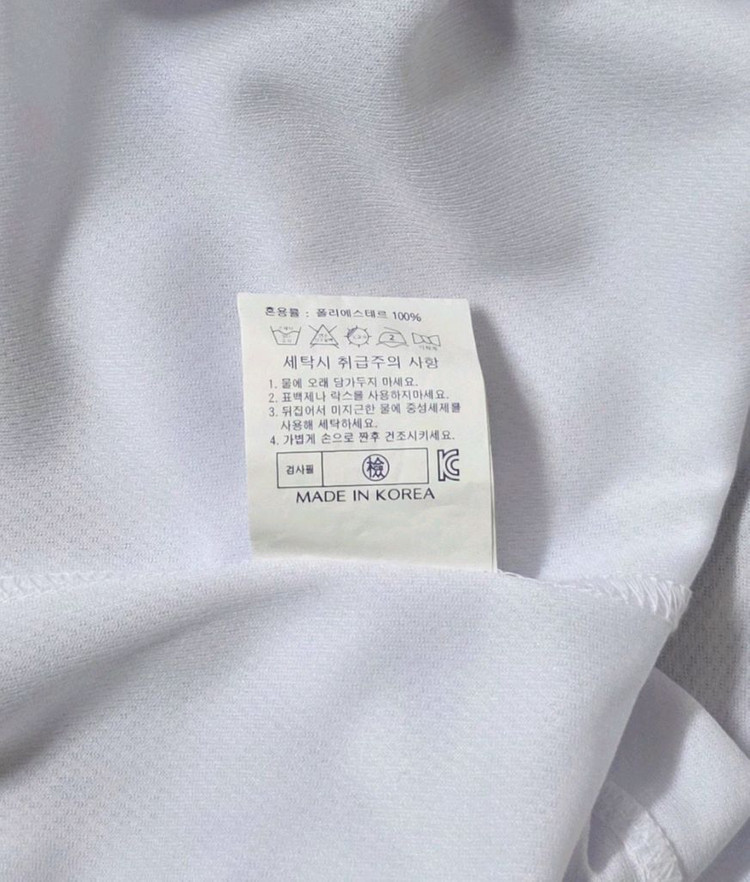 혼용률 : 폴리에스테르 100%
2
세탁시 취급주의 사항
1. 물에 오래 담가두지 마세요.
2. 표백제나 락스를 사용하지마세요.
3. 뒤집어서 미지근한 물에 중성세제를
사용해 세탁하세요.
4. 가볍게 손으로 짠후 건조시키세요.
검사필 檢 KC
MADE IN KOREA